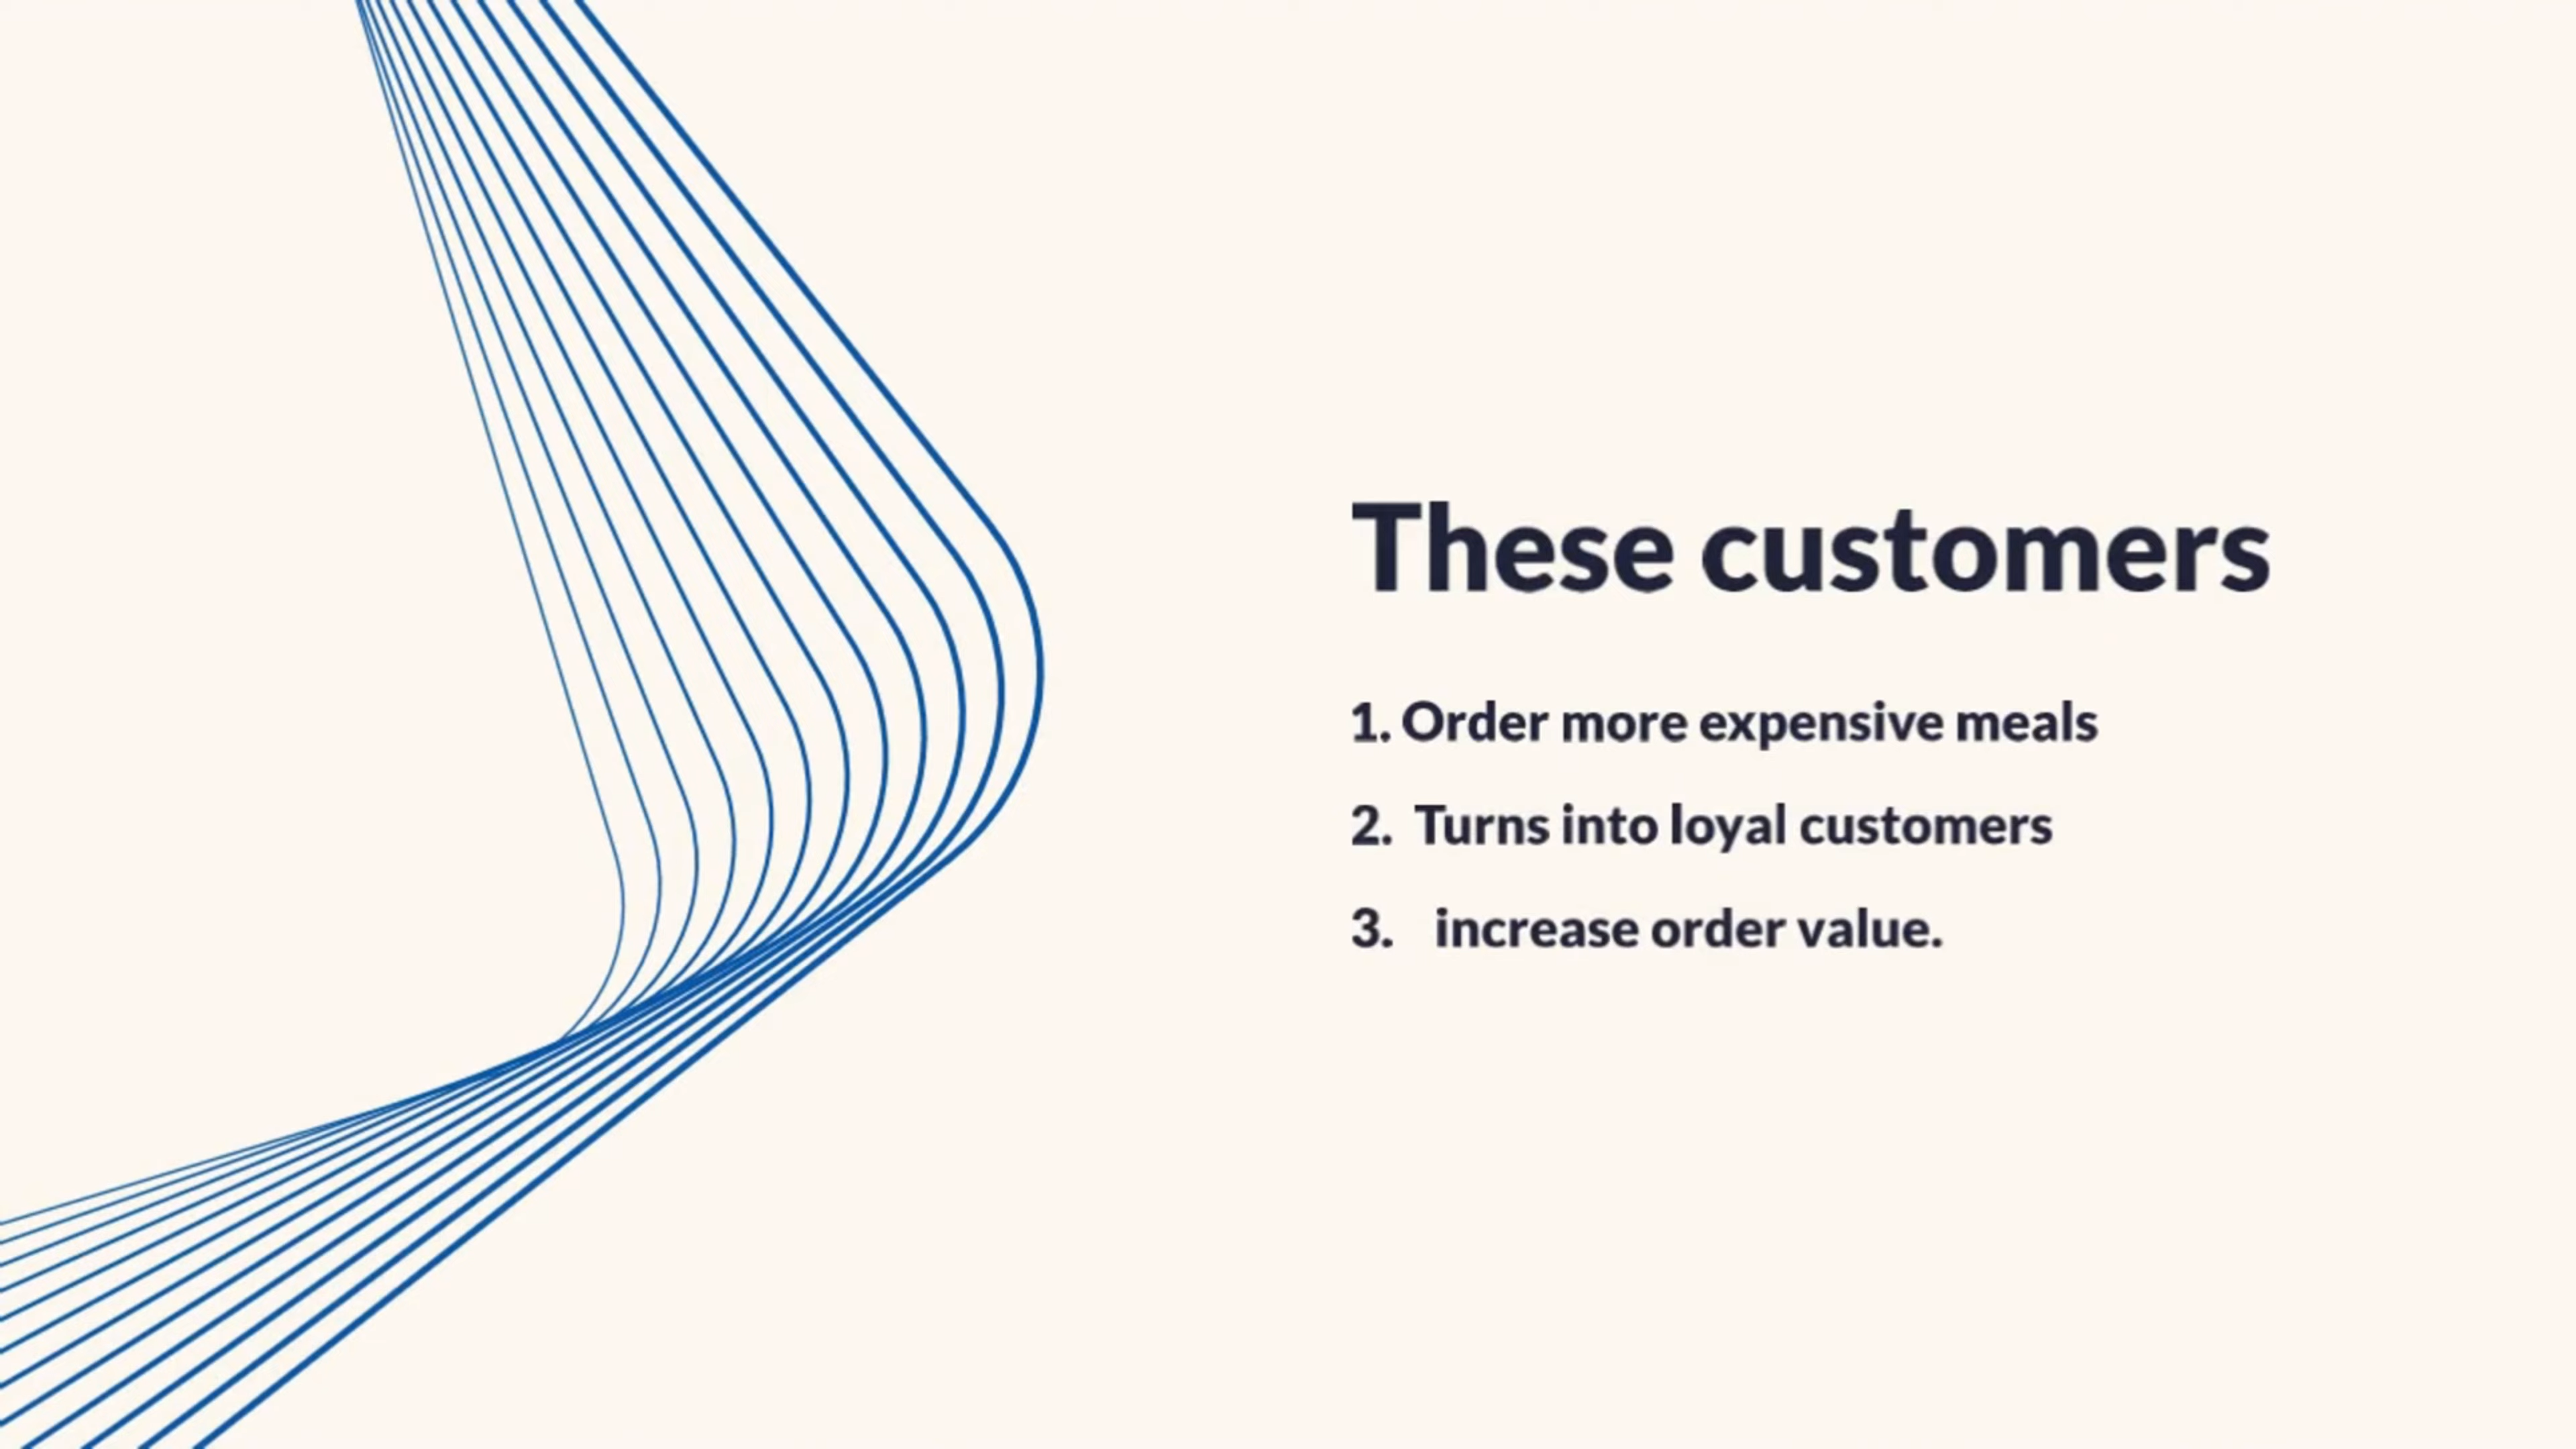 These customers
1. Order more expensive meals
2. Turns into loyal customers
3. increase order value.